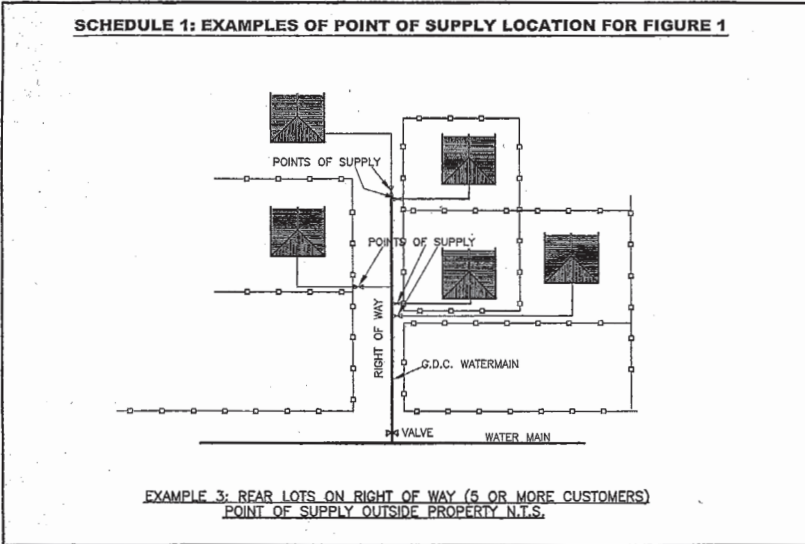 SCHEDULE 1: EXAMPLES OF POINT OF SUPPLY LOCATION FOR FIGURE 1
POINTS OF SUPPLY
POINTS OF SUPPLY
RIGHT OF WAY
G.D.C. WATERMAIN
VALVE
WATER MAIN
EXAMPLE 3: REAR LOTS ON RIGHT OF WAY (5 OR MORE CUSTOMERS)
POINT OF SUPPLY OUTSIDE PROPERTY N.T.S.